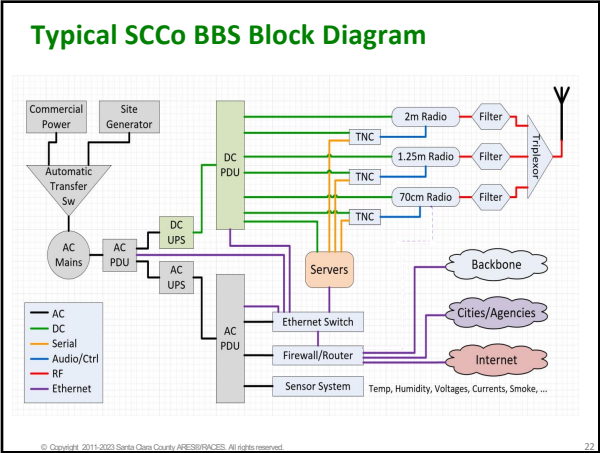 Typical SCCo BBS Block Diagram
Commercial
Power
Site
Generator
Automatic
Transfer
Sw
AC
Mains
AC
PDU
DC
UPS
AC
UPS
DC
PDU
AC
PDU
2m Radio
Filter
TNC
1.25m Radio
Filter
TNC
70cm Radio
Filter
TNC
Triplexor
Servers
Backbone
Cities/Agencies
Internet
Ethernet Switch
Firewall/Router
Sensor System
Temp, Humidity, Voltages, Currents, Smoke, ...
AC
DC
Serial
Audio/Ctrl
RF
Ethernet
© Copyright 2011-2023 Santa Clara County ARES®/RACES. All rights reserved.
22